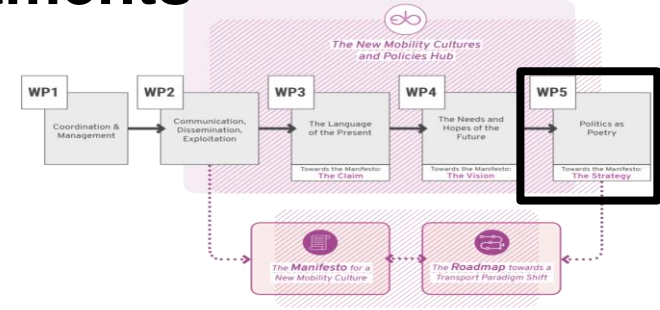 The New Mobility Cultures
and Policies Hub
WP1
Coordination &
Management
WP2
Communication,
Dissemination,
Exploitation
WP3
The Language
of the Present
Towards the Manifesto:
The Claim
WP4
The Needs and
Hopes of the
Future
Towards the Manifesto:
The Vision
WP5
Politics as
Poetry
Towards the Manifesto:
The Strategy
The Manifesto for a
New Mobility Culture
The Roadmap towards a
Transport Paradigm Shift